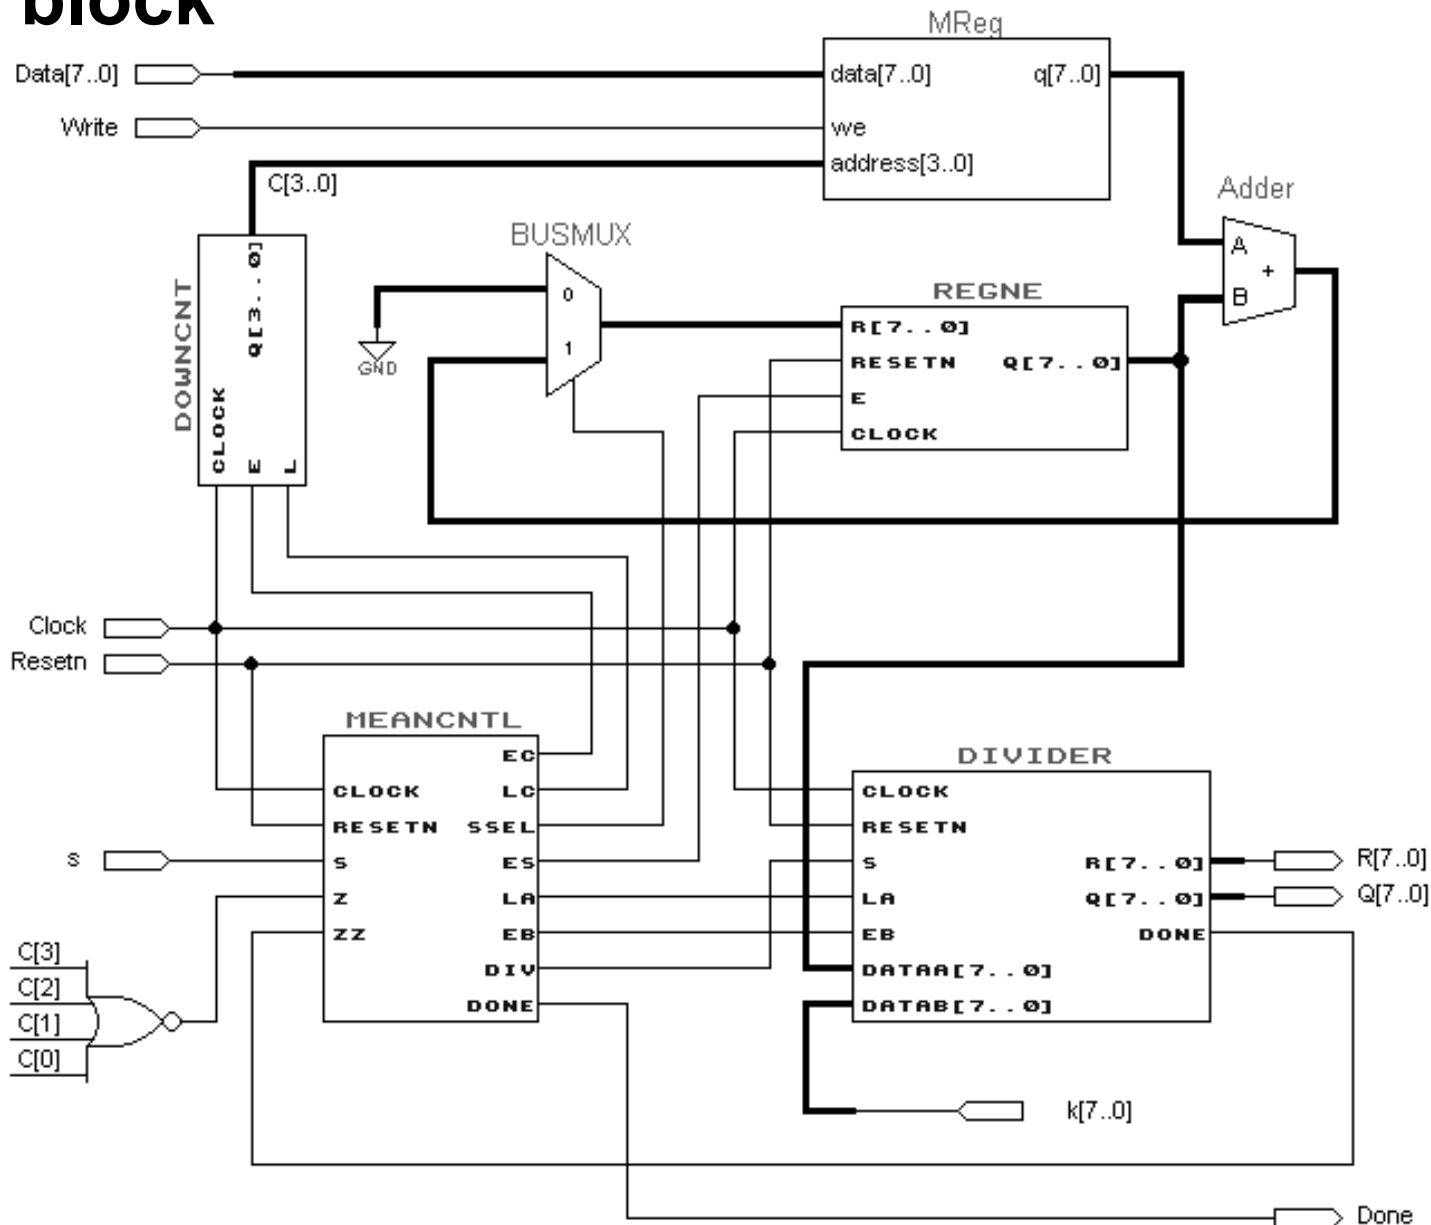 block
MReg
Data[7..0]
data[7..0]
q[7..0]
Write
we
address[3..0]
C[3..0]
Adder
A
+
B
BUSMUX
0
1
GND
DOWNCNT
Q[3..0]
CLOCK
E
L
REGNE
R[7..0]
RESETN
Q[7..0]
E
CLOCK
Clock
Resetn
MEANCNTL
EC
CLOCK
LC
RESETN
SSEL
s
S
ES
Z
LA
ZZ
EB
DIV
DONE
C[3]
C[2]
C[1]
C[0]
DIVIDER
CLOCK
RESETN
S
R[7..0]
R[7..0]
LA
Q[7..0]
Q[7..0]
EB
DONE
DATAA[7..0]
DATAB[7..0]
k[7..0]
Done